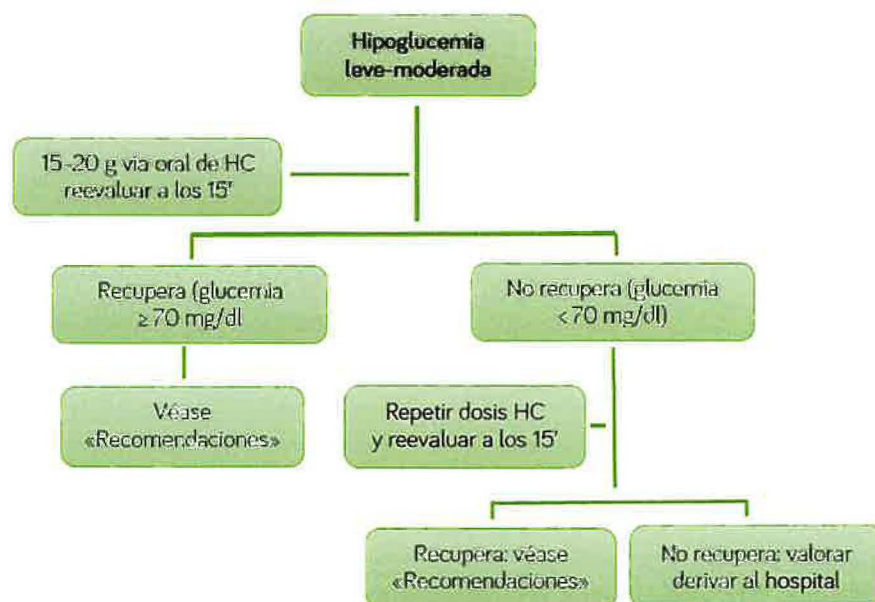 Hipoglucemia
leve-moderada
15-20 g via oral de HC
reevaluar a los 15'
Recupera (glucemia
≥70 mg/dl
No recupera (glucemia
<70 mg/dl)
Véase
«Recomendaciones»
Repetir dosis HC
y reevaluar a los 15'
Recupera: véase
«Recomendaciones»
No recupera: valorar
derivar al hospital